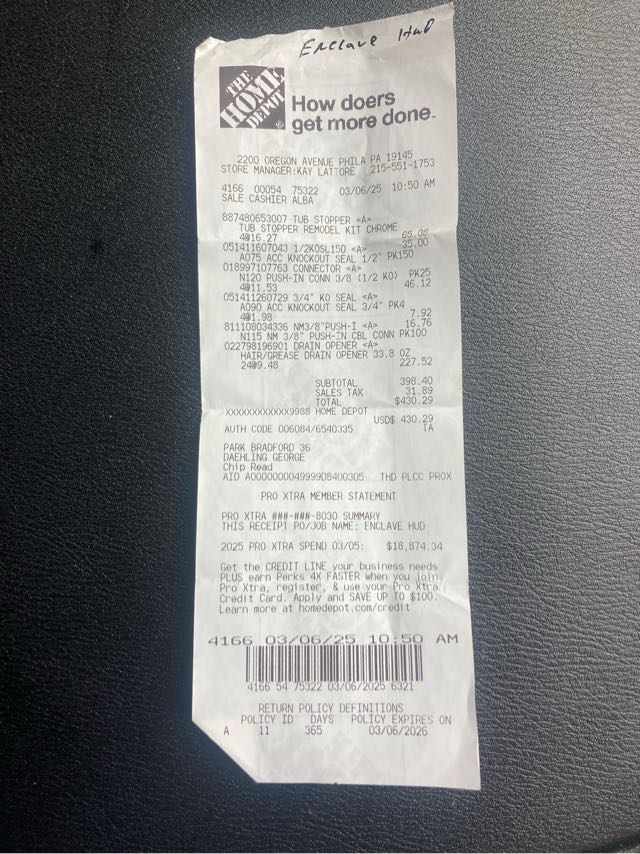 Enclave HUD
THE
HOME
DEPOT
How doers
get more done.
2200 OREGON AVENUE PHILA PA 19145
STORE MANAGER:KAY LATTORE 215-551-1753
4166 00054 75322 03/06/25 10:50 AM
SALE CASHIER ALBA
887480653007 TUB STOPPER <A>
TUB STOPPER REMODEL KIT CHROME
4@16.27 65.08
051411607043 1/2KOSL150 <A> 35.00
A075 ACC KNOCKOUT SEAL 1/2" PK150
018997107763 CONNECTOR <A>
N120 PUSH-IN CONN 3/8 (1/2 KO) PK25
4@11.53 46.12
051411260729 3/4" KO SEAL <A>
A090 ACC KNOCKOUT SEAL 3/4" PK4
4@1.98 7.92
811108034336 NM3/8"PUSH-I <A> 16.76
N115 NM 3/8" PUSH-IN CBL CONN PK100
022798196901 DRAIN OPENER <A>
HAIR/GREASE DRAIN OPENER 33.8 OZ
24@9.48 227.52
SUBTOTAL 398.40
SALES TAX 31.89
TOTAL $430.29
XXXXXXXXXXXX9988 HOME DEPOT
USD$ 430.29
AUTH CODE 006084/6540335 TA
PARK BRADFORD 36
DAEHLING GEORGE
Chip Read
AID A0000000049999D8400305 THD PLCC PROX
PRO XTRA MEMBER STATEMENT
PRO XTRA ###-###-8030 SUMMARY
THIS RECEIPT PO/JOB NAME: ENCLAVE HUD
2025 PRO XTRA SPEND 03/05: $18,874.34
Get the CREDIT LINE your business needs
PLUS earn Perks 4X FASTER when you join
Pro Xtra, register, & use your Pro Xtra
Credit Card. Apply and SAVE UP TO $100.
Learn more at homedepot.com/credit
4166 03/06/25 10:50 AM
4166 54 75322 03/06/2025 6321
RETURN POLICY DEFINITIONS
POLICY ID DAYS POLICY EXPIRES ON
A 11 365 03/06/2026